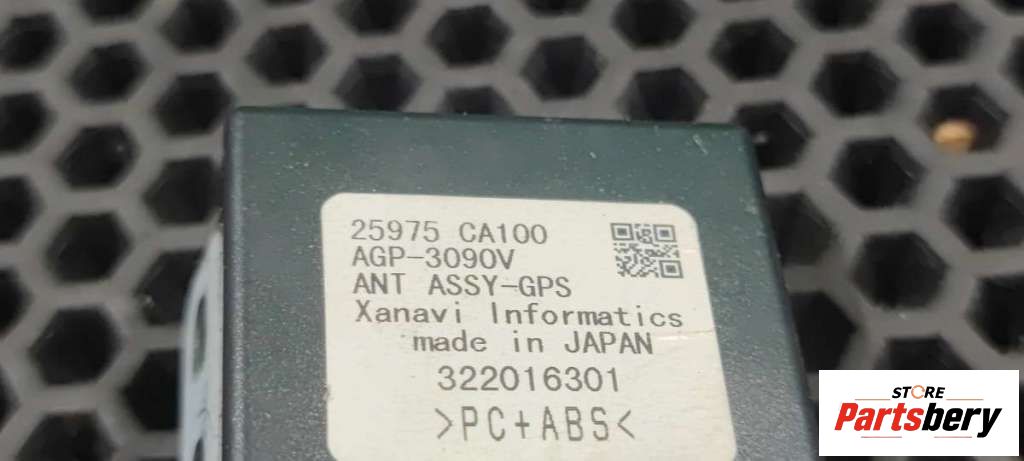 25975 CA100
AGP-3090V
ANT ASSY-GPS
Xanavi Informatics
made in JAPAN
322016301
>PC+ABS<
STORE
Partsbery